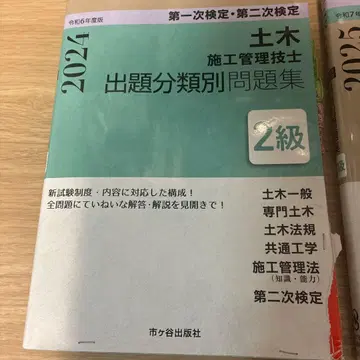 令和6年度版
第一次検定・第二次検定
2024
土木
施工管理技士
出題分類別問題集
2級
新試験制度・内容に対応した構成!
全問題にていねいな解答・解説を見開きで!
土木一般
専門土木
土木法規
共通工学
施工管理法
(知識・能力)
第二次検定
市ケ谷出版社
令和7年
2025